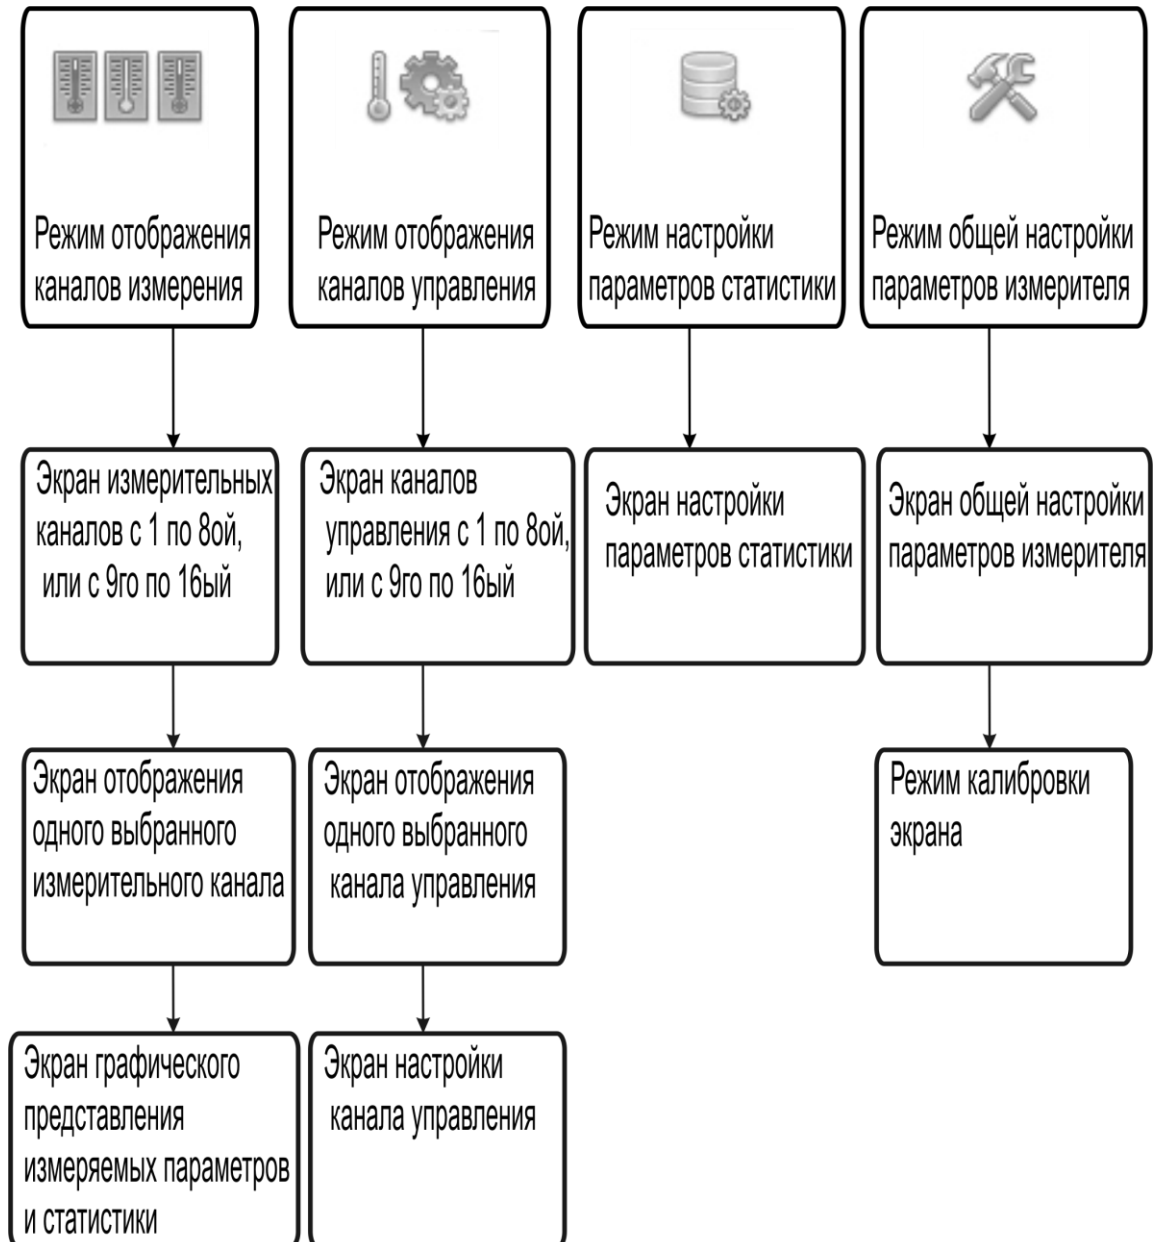 Режим отображения
каналов измерения
Режим отображения
каналов управления
Режим настройки
параметров статистики
Режим общей настройки
параметров измерителя
Экран измерительных
каналов с 1 по 8ой,
или с 9го по 16ый
Экран каналов
управления с 1 по 8ой,
или с 9го по 16ый
Экран настройки
параметров статистики
Экран общей настройки
параметров измерителя
Экран отображения
одного выбранного
измерительного канала
Экран отображения
одного выбранного
канала управления
Режим калибровки
экрана
Экран графического
представления
измеряемых параметров
и статистики
Экран настройки
канала управления